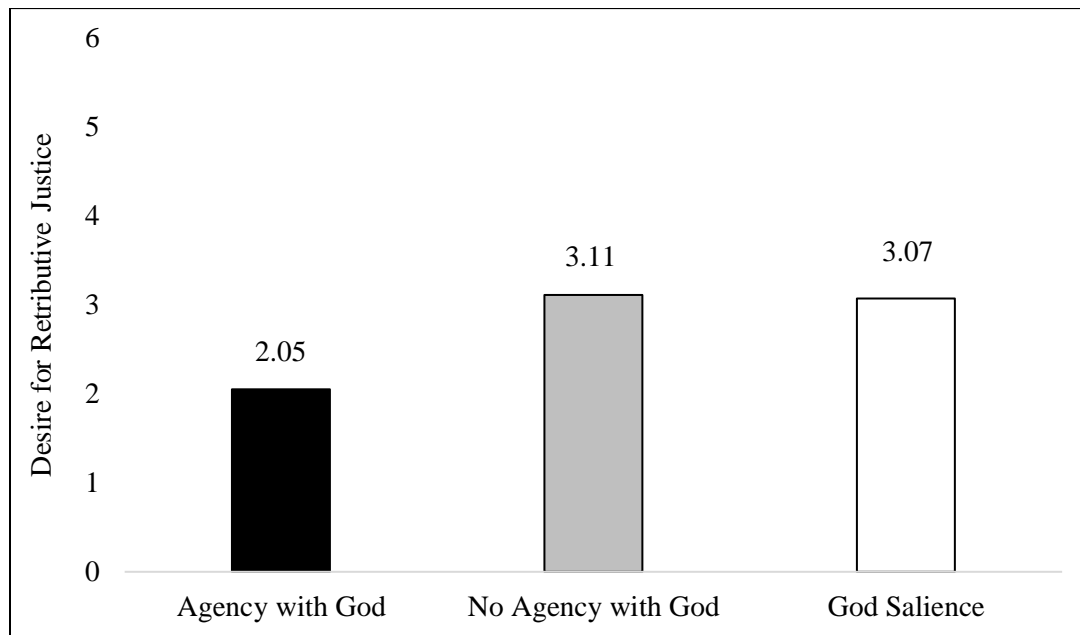 Desire for Retributive Justice
6
5
4
3
2
1
0
2.05
3.11
3.07
Agency with God
No Agency with God
God Salience